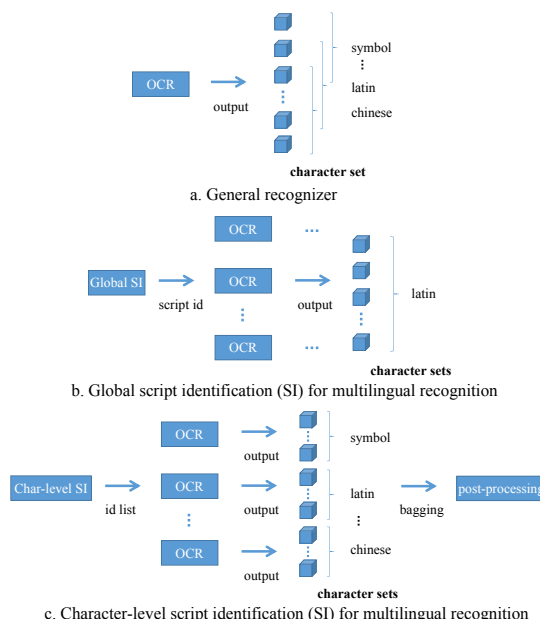 symbol
⋮
OCR
latin
output
chinese
character set
a. General recognizer
OCR ...
Global SI
OCR
latin
script id
output
OCR ...
character sets
b. Global script identification (SI) for multilingual recognition
OCR
symbol
output
Char-level SI
OCR
latin
post-processing
id list
output
⋮
bagging
OCR
chinese
output
character sets
c. Character-level script identification (SI) for multilingual recognition